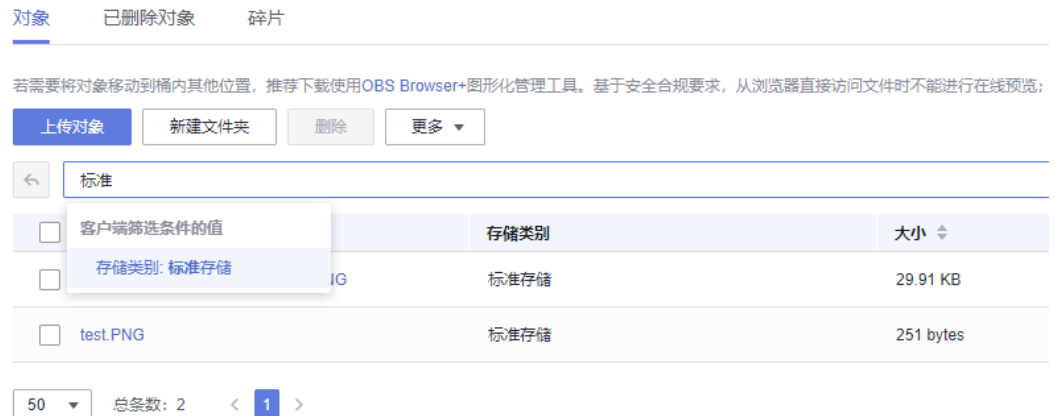 对象 已删除对象 碎片
若需要将对象移动到桶内其他位置，推荐下载使用OBS Browser+图形化管理工具。基于安全合规要求，从浏览器直接访问文件时不能进行在线预览；
上传对象 新建文件夹 删除 更多
标准
客户端筛选条件的值 存储类别 大小
存储类别: 标准存储
NG 标准存储 29.91 KB
test.PNG 标准存储 251 bytes
50 总条数: 2 < 1 >